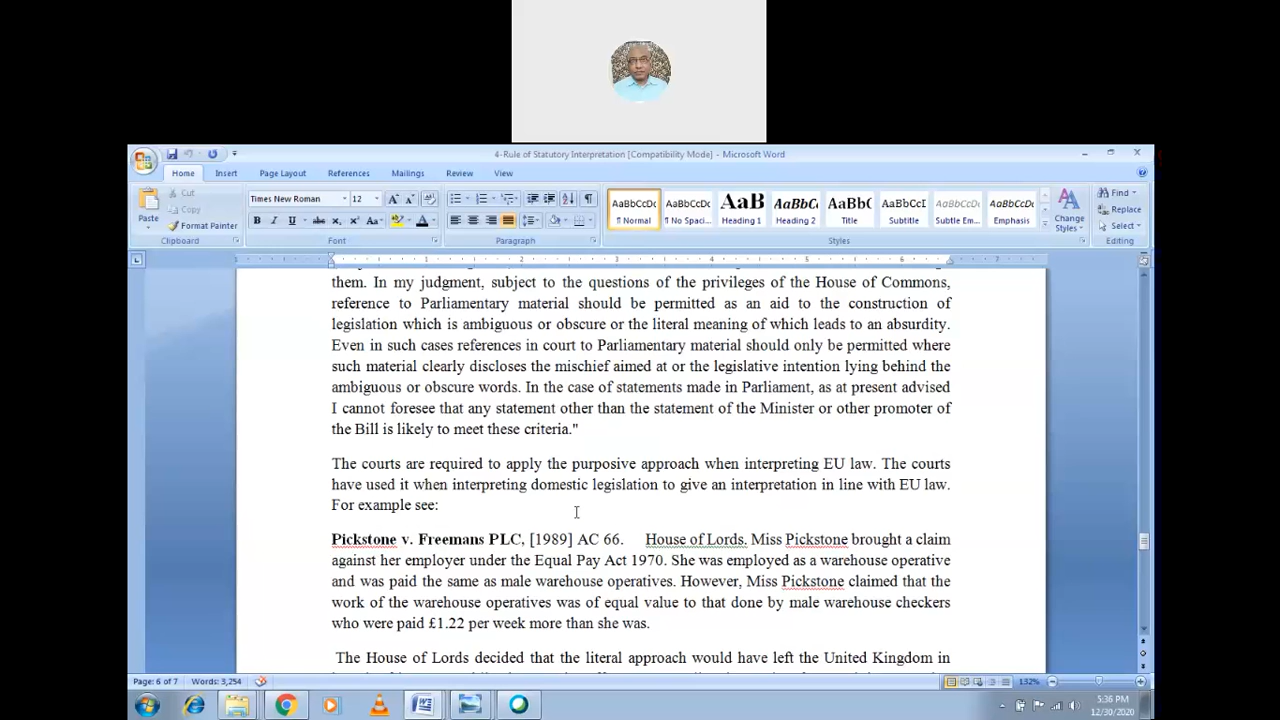 4-Rule of Statutory Interpretation [Compatibility Mode] - Microsoft Word
Home Insert Page Layout References Mailings Review View
Paste
Cut
Copy
Format Painter
Clipboard
Times New Roman 12
Font
Paragraph
AaBbCcDc AaBbCcDc AaB AaBbC AaBb( AaBbCcI AaBbCcDc AaBbCcDc
¶ Normal ¶ No Spaci... Heading 1 Heading 2 Title Subtitle Subtle Em... Emphasis
Change Styles
Styles
Find
Replace
Select
Editing
them. In my judgment, subject to the questions of the privileges of the House of Commons,
reference to Parliamentary material should be permitted as an aid to the construction of
legislation which is ambiguous or obscure or the literal meaning of which leads to an absurdity.
Even in such cases references in court to Parliamentary material should only be permitted where
such material clearly discloses the mischief aimed at or the legislative intention lying behind the
ambiguous or obscure words. In the case of statements made in Parliament, as at present advised
I cannot foresee that any statement other than the statement of the Minister or other promoter of
the Bill is likely to meet these criteria."
The courts are required to apply the purposive approach when interpreting EU law. The courts
have used it when interpreting domestic legislation to give an interpretation in line with EU law.
For example see:
Pickstone v. Freemans PLC, [1989] AC 66. House of Lords. Miss Pickstone brought a claim
against her employer under the Equal Pay Act 1970. She was employed as a warehouse operative
and was paid the same as male warehouse operatives. However, Miss Pickstone claimed that the
work of the warehouse operatives was of equal value to that done by male warehouse checkers
who were paid £1.22 per week more than she was.
The House of Lords decided that the literal approach would have left the United Kingdom in
Page: 6 of 7 Words: 3,254 132%
5:36 PM
12/30/2020